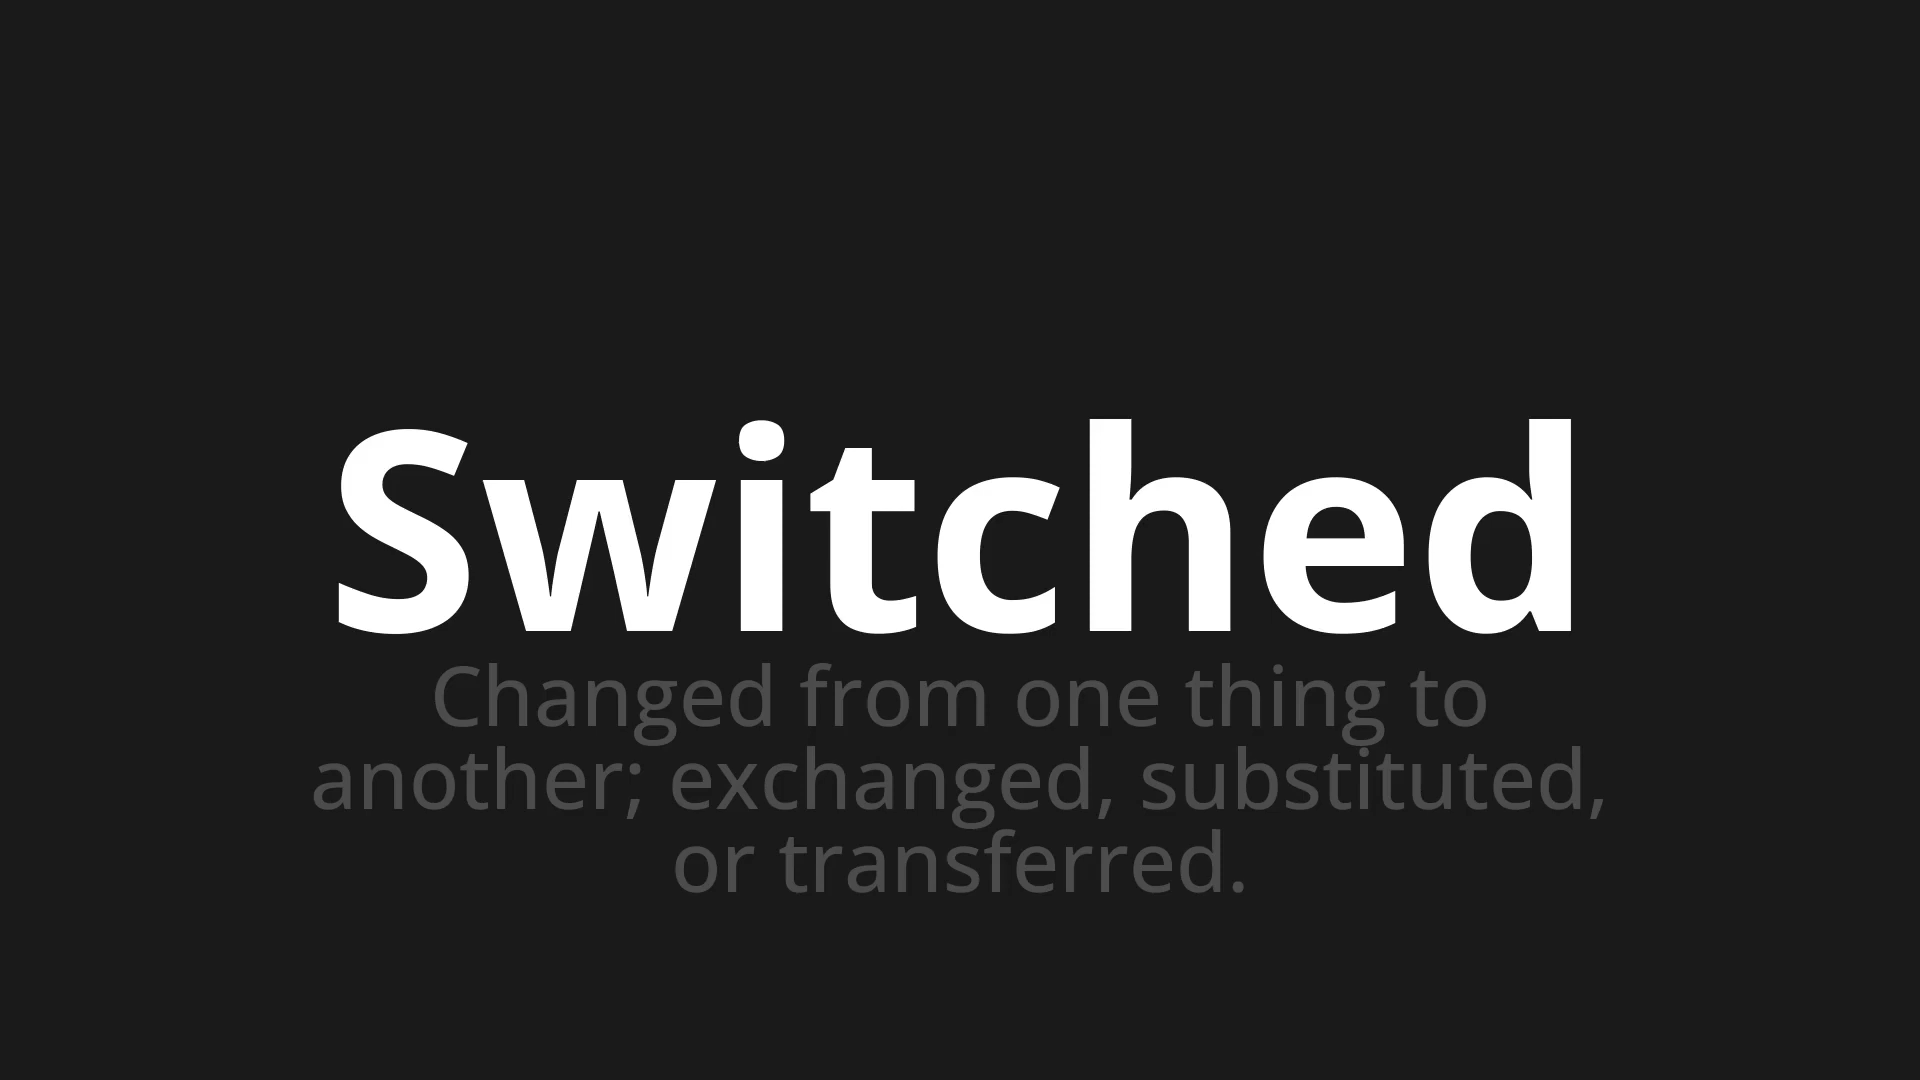 Switched
Changed from one thing to
another; exchanged, substituted,
or transferred.